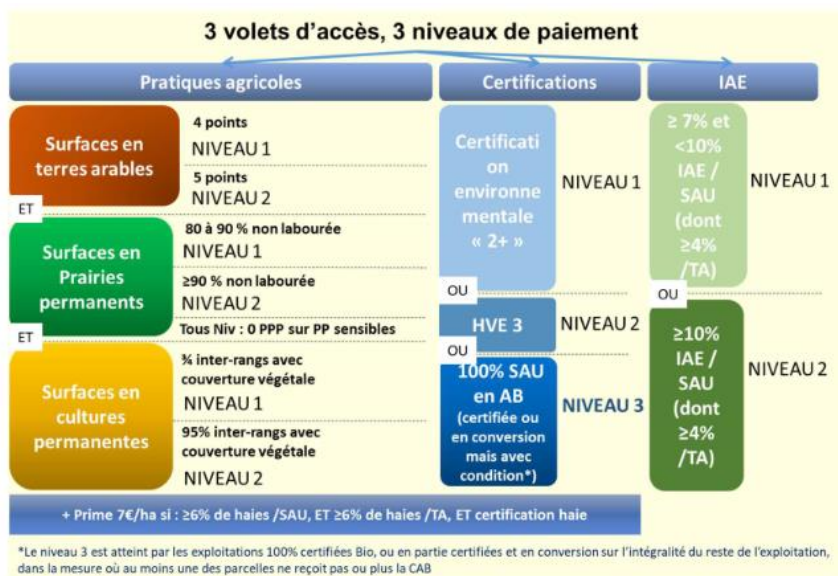 3 volets d’accès, 3 niveaux de paiement
Pratiques agricoles
Surfaces en
terres arables
4 points
NIVEAU 1
5 points
NIVEAU 2
ET
Surfaces en
Prairies
permanents
80 à 90 % non labourée
NIVEAU 1
≥90 % non labourée
NIVEAU 2
Tous Niv : 0 PPP sur PP sensibles
ET
Surfaces en
cultures
permanentes
¾ inter-rangs avec
couverture végétale
NIVEAU 1
95% inter-rangs avec
couverture végétale
NIVEAU 2
Certifications
Certificati
on
environne
mentale
« 2+ »
NIVEAU 1
OU
HVE 3
NIVEAU 2
OU
100% SAU
en AB
(certifiée ou
en conversion
mais avec
condition*)
NIVEAU 3
IAE
≥ 7% et
<10%
IAE /
SAU
(dont
≥4%
/TA)
NIVEAU 1
OU
≥10%
IAE /
SAU
(dont
≥4%
/TA)
NIVEAU 2
+ Prime 7€/ha si : ≥6% de haies /SAU, ET ≥6% de haies /TA, ET certification haie
*Le niveau 3 est atteint par les exploitations 100% certifiées Bio, ou en partie certifiées et en conversion sur l’intégralité du reste de l’exploitation,
dans la mesure où au moins une des parcelles ne reçoit pas ou plus la CAB